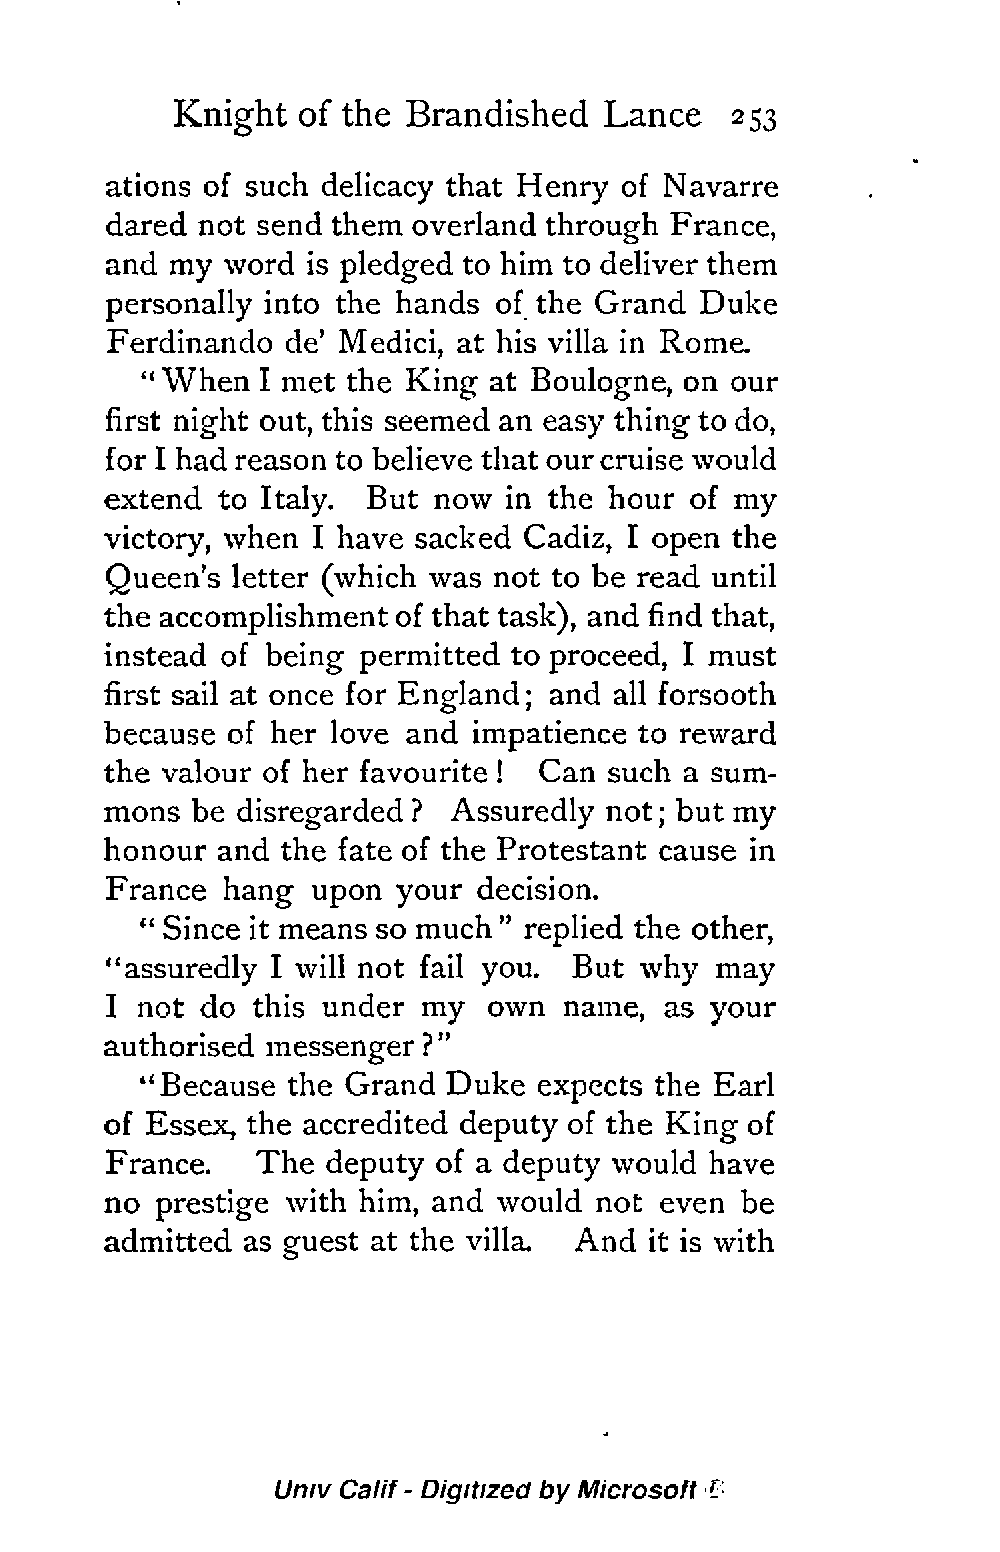 Knight of the Brandished Lance 253
ations of such delicacy that Henry of Navarre
dared not send them overland through France,
and my word is pledged to him to deliver them
personally into the hands of the Grand Duke
Ferdinando de' Medici, at his villa in Rome.
"When I met the King at Boulogne, on our
first night out, this seemed an easy thing to do,
for I had reason to believe that our cruise would
extend to Italy. But now in the hour of my
victory, when I have sacked Cadiz, I open the
Queen's letter (which was not to be read until
the accomplishment of that task), and find that,
instead of being permitted to proceed, I must
first sail at once for England; and all forsooth
because of her love and impatience to reward
the valour of her favourite! Can such a sum-
mons be disregarded? Assuredly not; but my
honour and the fate of the Protestant cause in
France hang upon your decision.
"Since it means so much" replied the other,
"assuredly I will not fail you. But why may
I not do this under my own name, as your
authorised messenger?"
"Because the Grand Duke expects the Earl
of Essex, the accredited deputy of the King of
France. The deputy of a deputy would have
no prestige with him, and would not even be
admitted as guest at the villa. And it is with
Univ Calif - Digitized by Microsoft ®